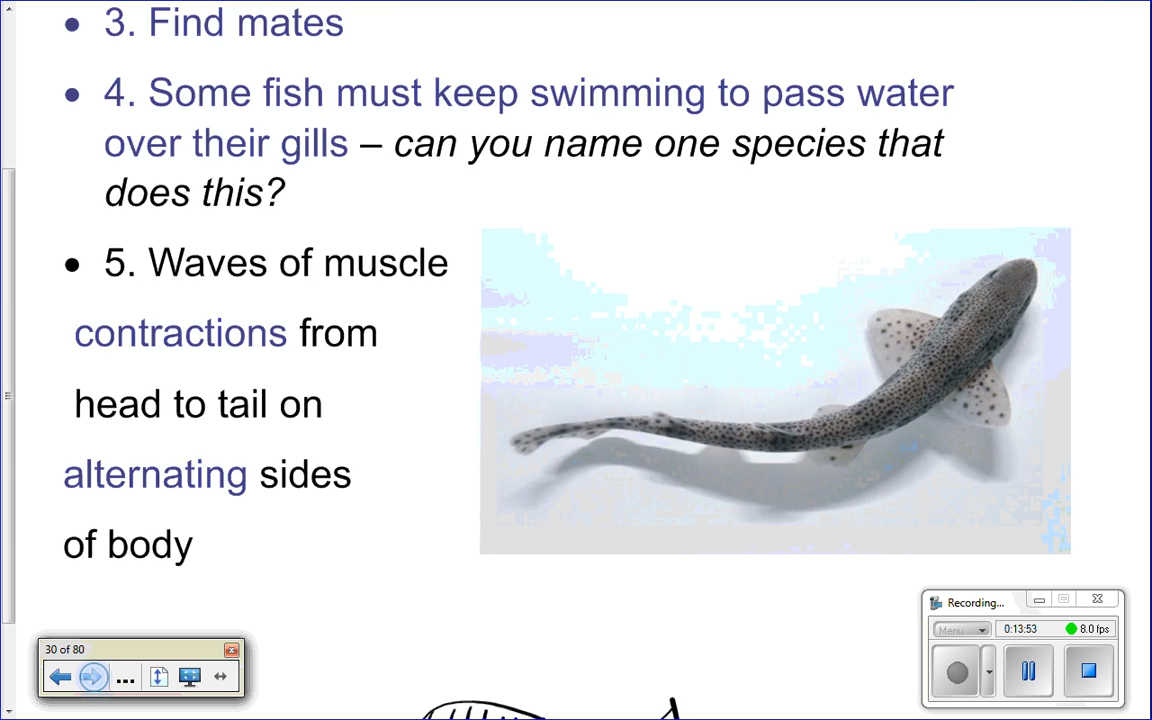 • 3. Find mates
• 4. Some fish must keep swimming to pass water
over their gills – can you name one species that
does this?
• 5. Waves of muscle
contractions from
head to tail on
alternating sides
of body
Recording...
Menu
0:13:53
8.0 fps
30 of 80
...